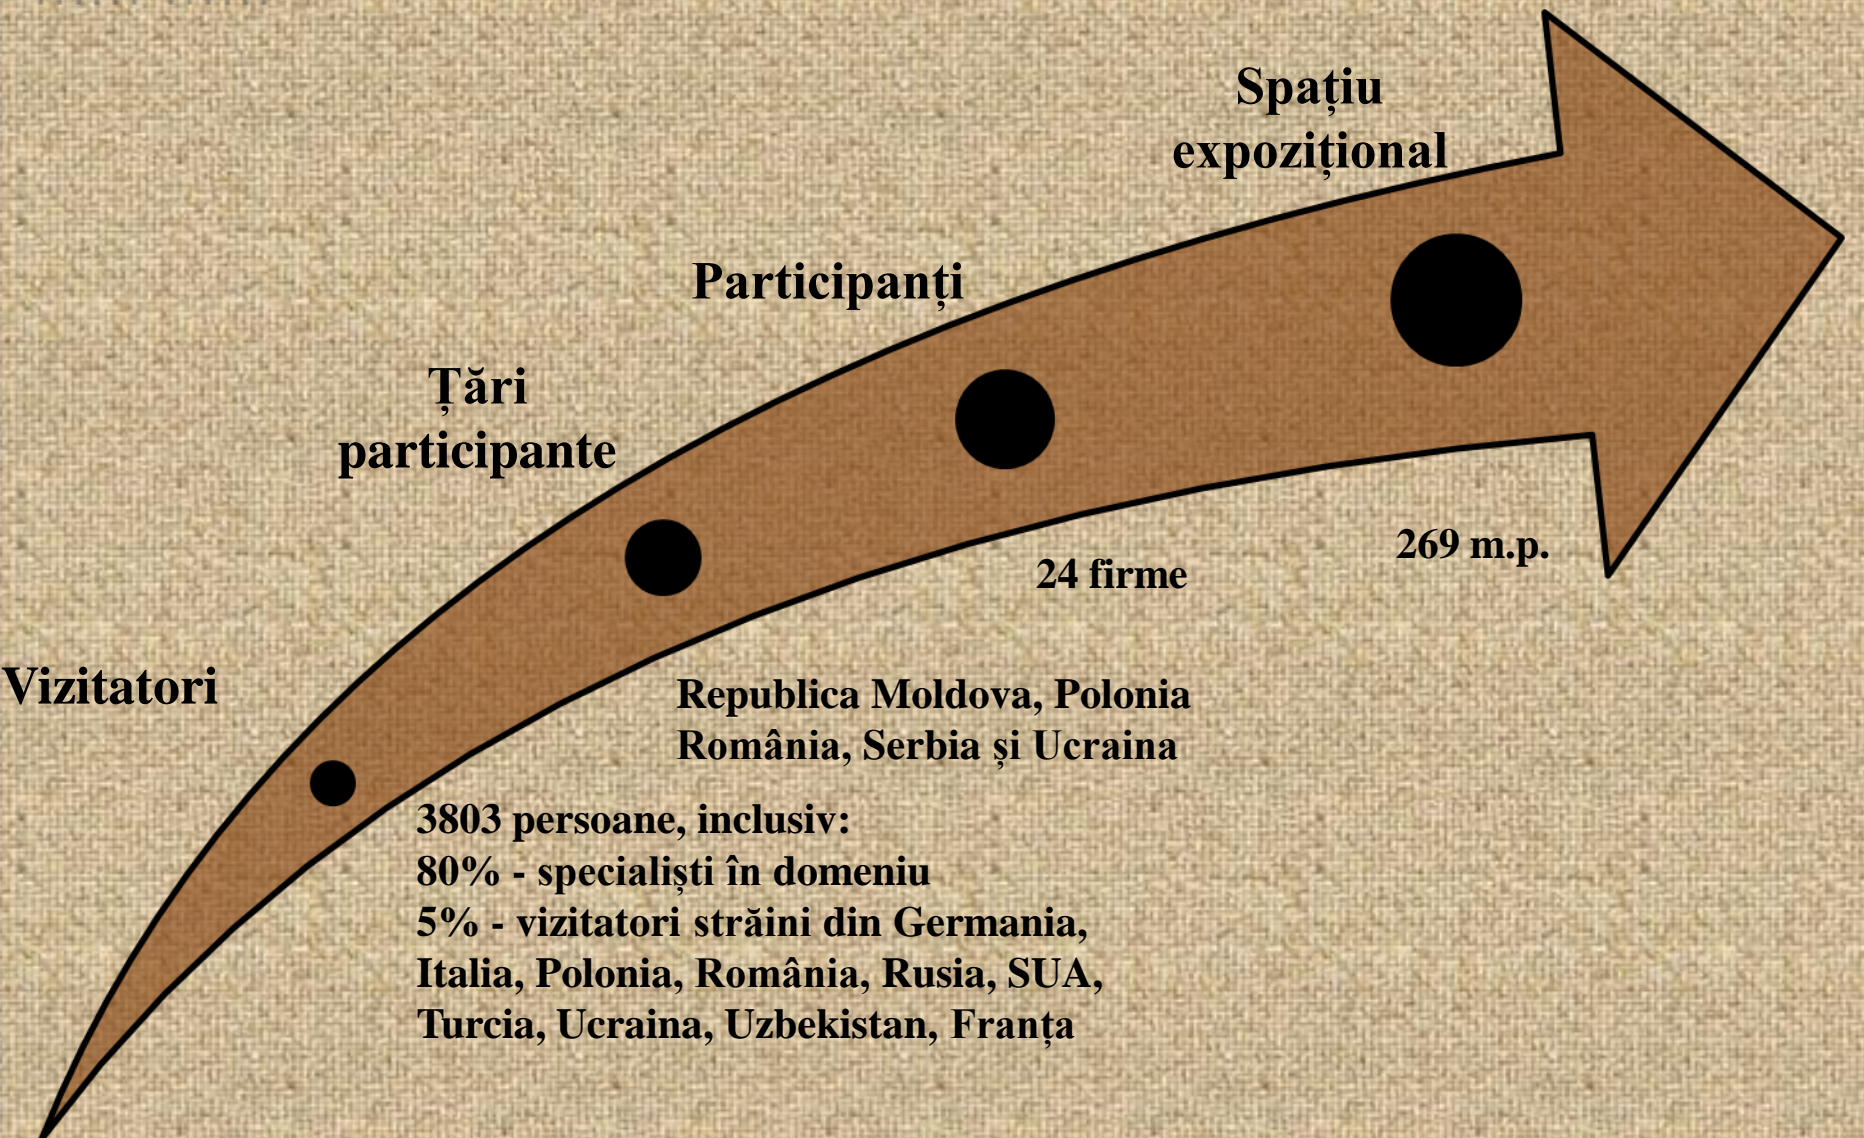 Spațiu
expozițional
Participanți
Țări
participante
Vizitatori
269 m.p.
24 firme
Republica Moldova, Polonia
România, Serbia și Ucraina
3803 persoane, inclusiv:
80% - specialiști în domeniu
5% - vizitatori străini din Germania,
Italia, Polonia, România, Rusia, SUA,
Turcia, Ucraina, Uzbekistan, Franța